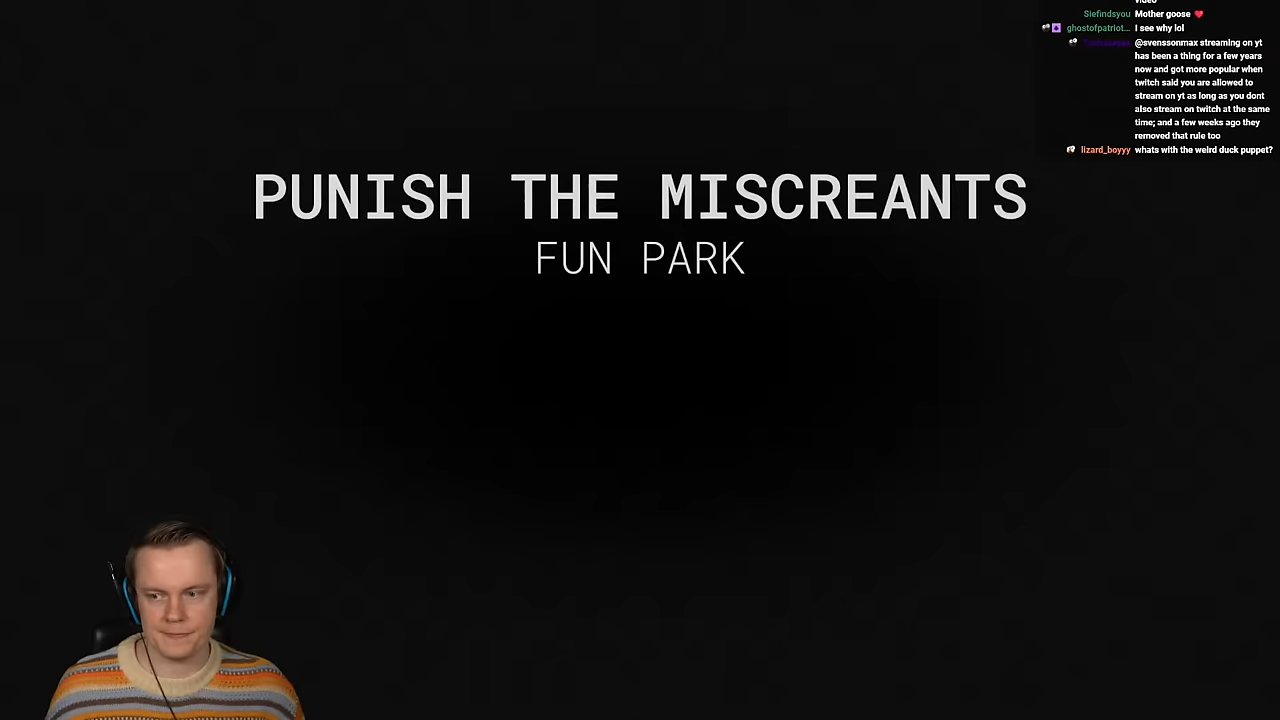 video
Slefindsyou Mother goose
ghostofpatriot... I see why lol
@svenssonmax streaming on yt
has been a thing for a few years
now and got more popular when
twitch said you are allowed to
stream on yt as long as you dont
also stream on twitch at the same
time; and a few weeks ago they
removed that rule too
lizard_boyyy whats with the weird duck puppet?
PUNISH THE MISCREANTS
FUN PARK